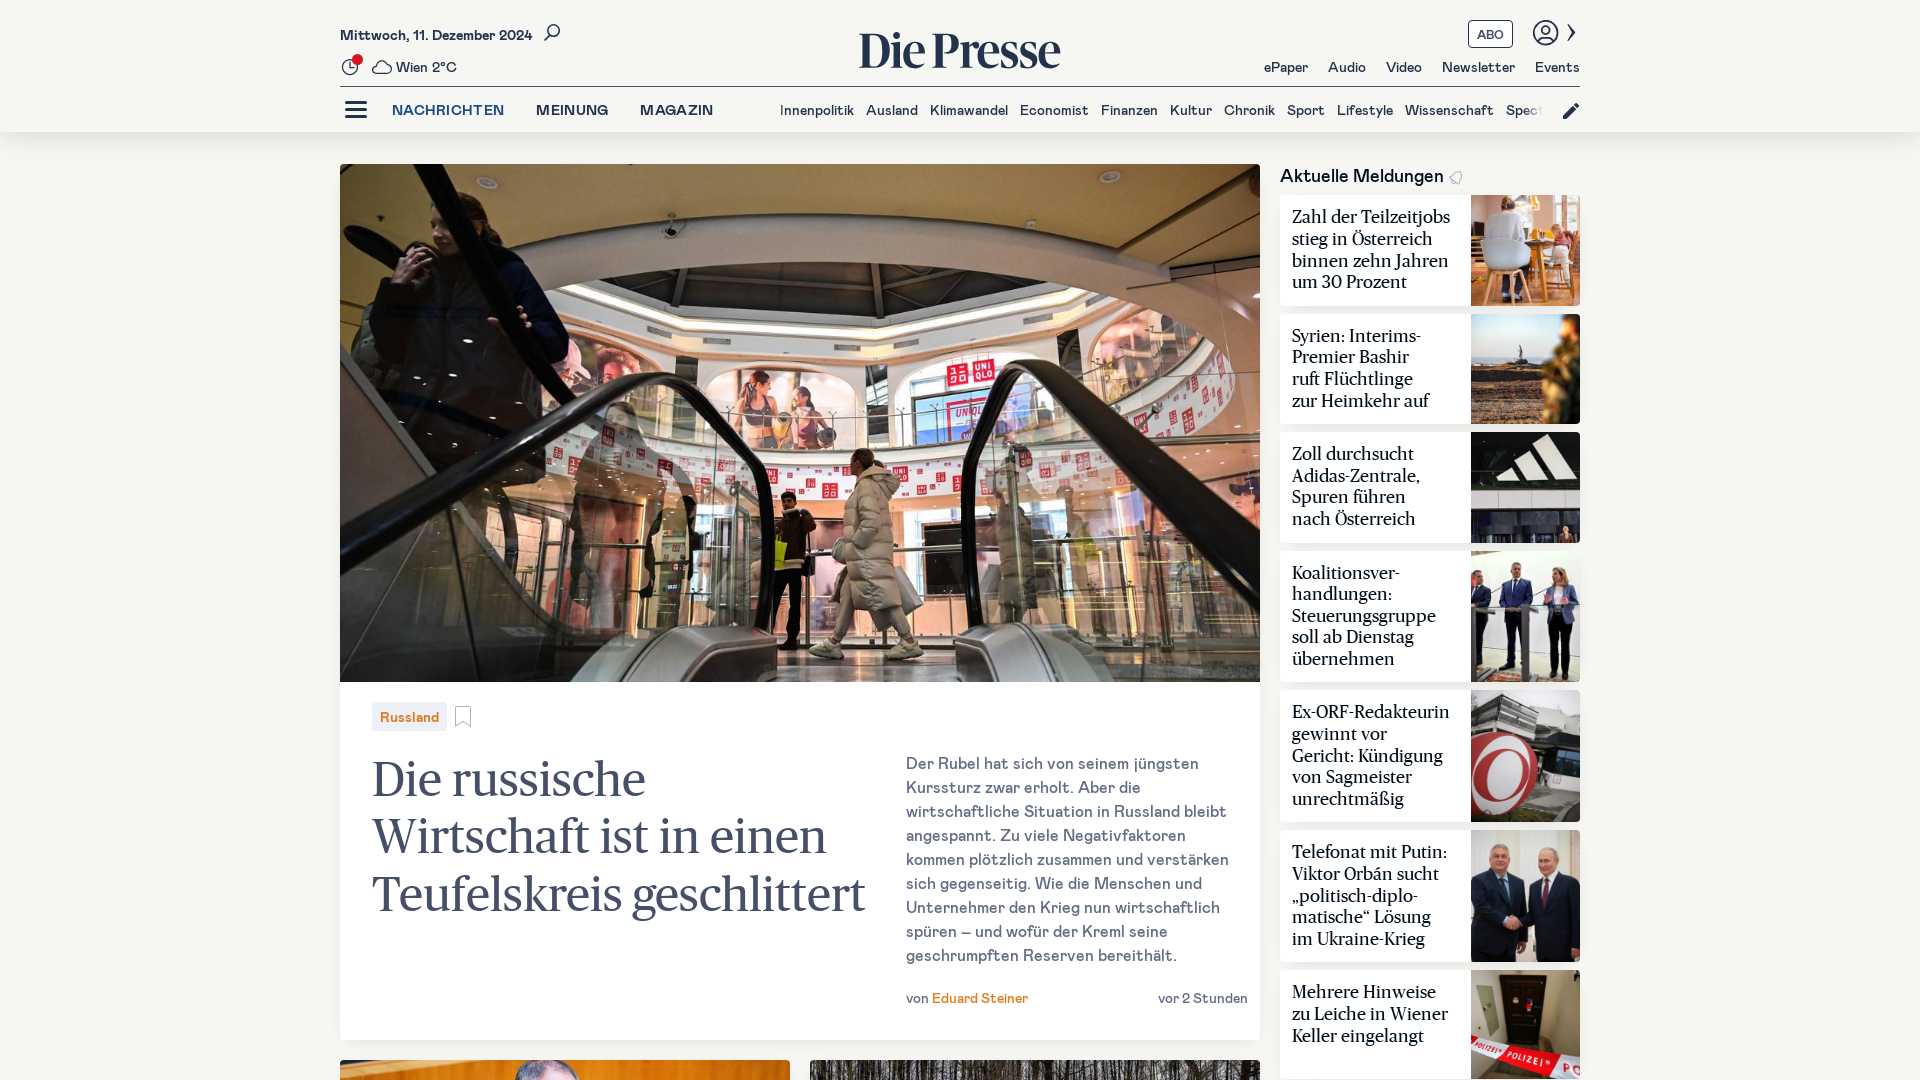 Mittwoch, 11. Dezember 2024
Wien 2°C
Die Presse
ABO
ePaper Audio Video Newsletter Events
NACHRICHTEN MEINUNG MAGAZIN
Innenpolitik Ausland Klimawandel Economist Finanzen Kultur Chronik Sport Lifestyle Wissenschaft Spect
UNI QLO
UNIQLO
Russland
Die russische
Wirtschaft ist in einen
Teufelskreis geschlittert
Der Rubel hat sich von seinem jüngsten
Kurssturz zwar erholt. Aber die
wirtschaftliche Situation in Russland bleibt
angespannt. Zu viele Negativfaktoren
kommen plötzlich zusammen und verstärken
sich gegenseitig. Wie die Menschen und
Unternehmer den Krieg nun wirtschaftlich
spüren – und wofür der Kreml seine
geschrumpften Reserven bereithält.
von Eduard Steiner
vor 2 Stunden
Aktuelle Meldungen
Zahl der Teilzeitjobs
stieg in Österreich
binnen zehn Jahren
um 30 Prozent
Syrien: Interims-
Premier Bashir
ruft Flüchtlinge
zur Heimkehr auf
Zoll durchsucht
Adidas-Zentrale,
Spuren führen
nach Österreich
Koalitionsver-
handlungen:
Steuerungsgruppe
soll ab Dienstag
übernehmen
Ex-ORF-Redakteurin
gewinnt vor
Gericht: Kündigung
von Sagmeister
unrechtmäßig
Telefonat mit Putin:
Viktor Orbán sucht
„politisch-diplo-
matische“ Lösung
im Ukraine-Krieg
Mehrere Hinweise
zu Leiche in Wiener
Keller eingelangt
POLIZEI POLIZEI PO